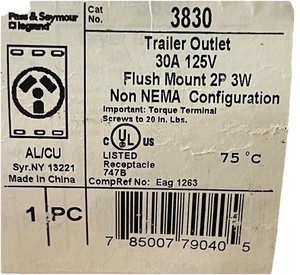 Pass & Seymour
legrand
Cat
No.
3830
Trailer Outlet
30A 125V
Flush Mount 2P 3W
Non NEMA Configuration
Important: Torque Terminal
Screws to 20 in. Lbs.
AL/CU
Syr.NY 13221
Made in China
C UL US
LISTED
Receptacle
747B
75 °C
CompRef No: Eag 1263
1 PC
7 85007 79040 5